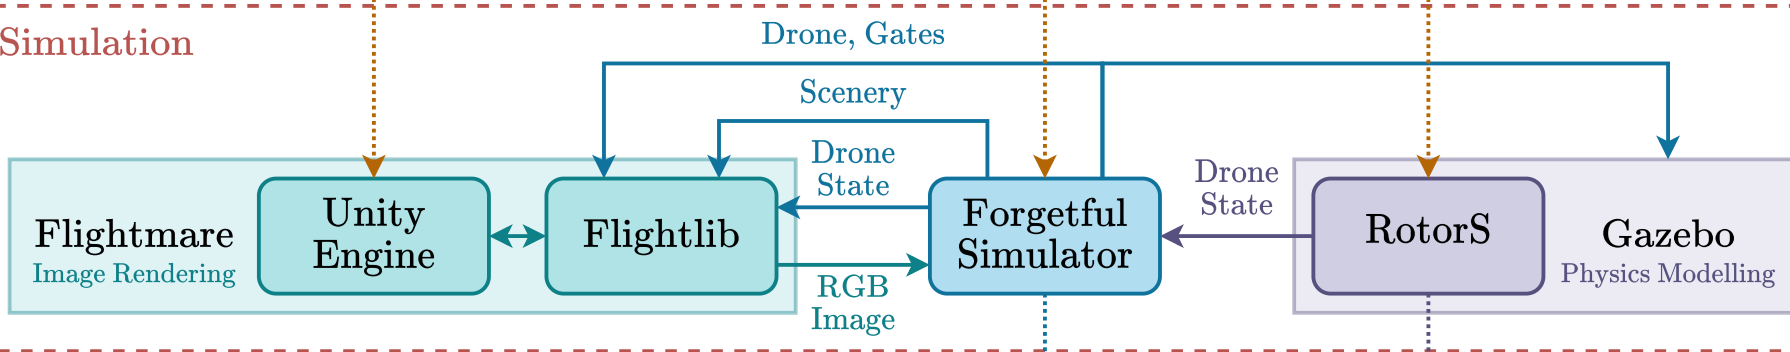 Simulation
Drone, Gates
Scenery
Drone
State
Drone
State
Flightmare
Image Rendering
Unity
Engine
Flightlib
Forgetful
Simulator
RotorS
Gazebo
Physics Modelling
RGB
Image